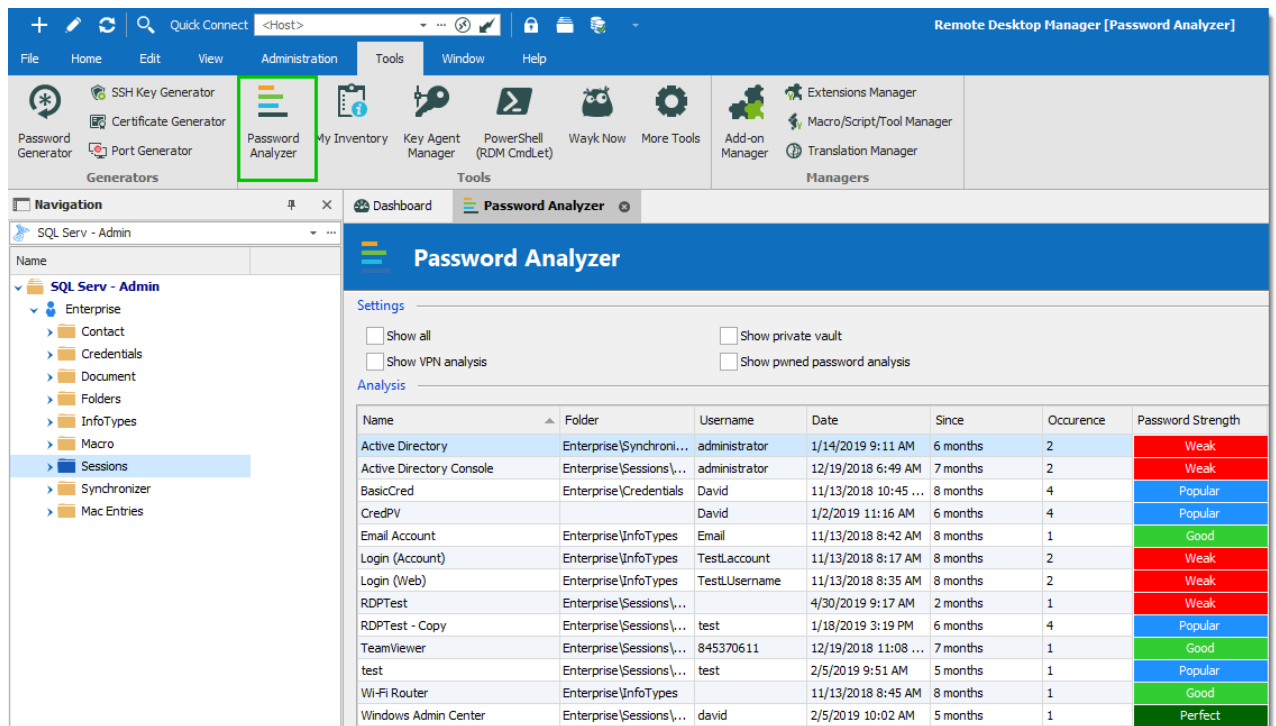 Quick Connect <Host> Remote Desktop Manager [Password Analyzer]
File Home Edit View Administration Tools Window Help
Password Generator
SSH Key Generator
Certificate Generator
Port Generator
Generators
Password Analyzer
My Inventory
Key Agent Manager
PowerShell (RDM CmdLet)
Wayk Now
More Tools
Tools
Add-on Manager
Extensions Manager
Macro/Script/Tool Manager
Translation Manager
Managers
Navigation
SQL Serv - Admin
Name
SQL Serv - Admin
Enterprise
Contact
Credentials
Document
Folders
InfoTypes
Macro
Sessions
Synchronizer
Mac Entries
Dashboard Password Analyzer
Password Analyzer
Settings
Show all Show private vault
Show VPN analysis Show pwned password analysis
Analysis
Name Folder Username Date Since Occurence Password Strength
Active Directory Enterprise\Synchroni... administrator 1/14/2019 9:11 AM 6 months 2 Weak
Active Directory Console Enterprise\Sessions\... administrator 12/19/2018 6:49 AM 7 months 2 Weak
BasicCred Enterprise\Credentials David 11/13/2018 10:45 ... 8 months 4 Popular
CredPV David 1/2/2019 11:16 AM 6 months 4 Popular
Email Account Enterprise\InfoTypes Email 11/13/2018 8:42 AM 8 months 1 Good
Login (Account) Enterprise\InfoTypes TestLaccount 11/13/2018 8:17 AM 8 months 2 Weak
Login (Web) Enterprise\InfoTypes TestLUsername 11/13/2018 8:35 AM 8 months 2 Weak
RDPTest Enterprise\Sessions\... 4/30/2019 9:17 AM 2 months 1 Weak
RDPTest - Copy Enterprise\Sessions\... test 1/18/2019 3:19 PM 6 months 4 Popular
TeamViewer Enterprise\Sessions\... 845370611 12/19/2018 11:08 ... 7 months 1 Good
test Enterprise\Sessions\... test 2/5/2019 9:51 AM 5 months 1 Popular
Wi-Fi Router Enterprise\InfoTypes 11/13/2018 8:45 AM 8 months 1 Good
Windows Admin Center Enterprise\Sessions\... david 2/5/2019 10:02 AM 5 months 1 Perfect